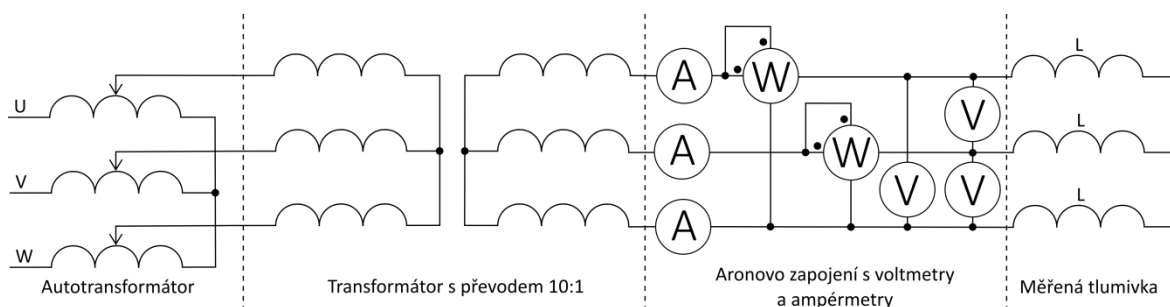 L
A
W
U
V
L
A
W
V
V
V
L
A
W
Autotransformátor
Transformátor s převodem 10:1
Aronovo zapojení s voltmetry
a ampérmetry
Měřená tlumivka